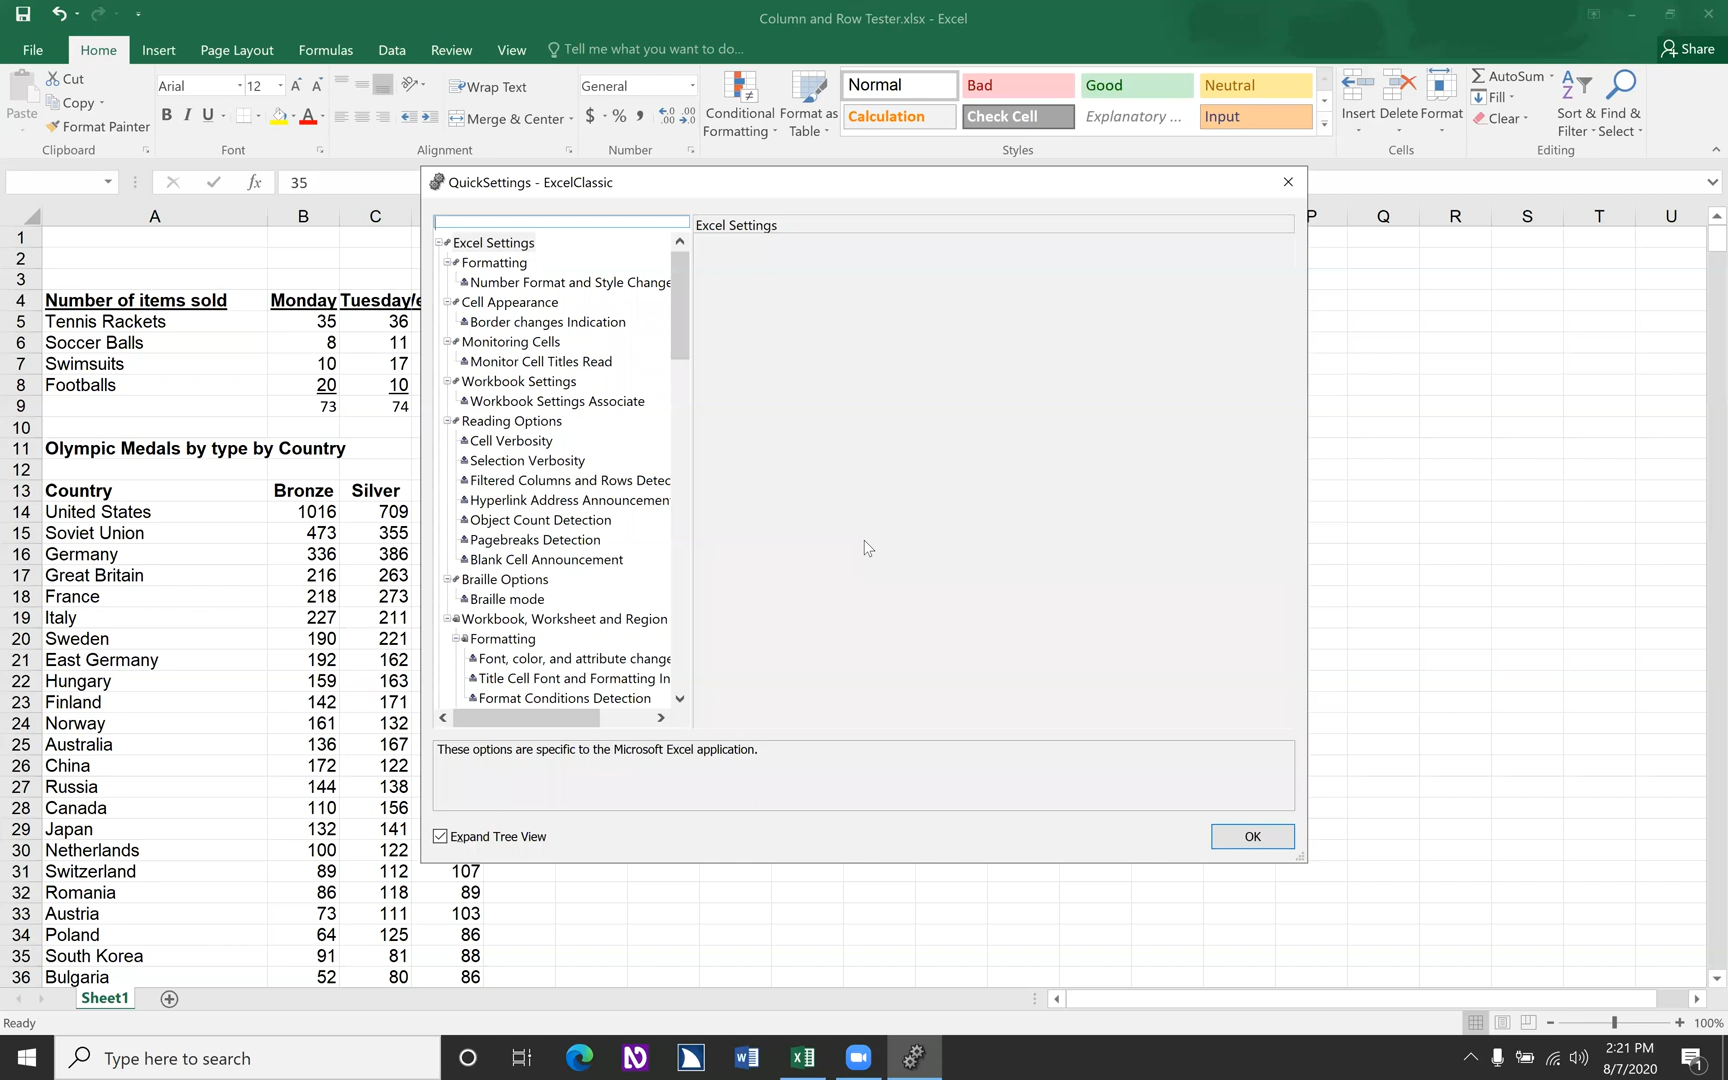 Column and Row Tester.xlsx - Excel
File Home Insert Page Layout Formulas Data Review View Tell me what you want to do... Share
Cut
Copy
Format Painter
Paste
Clipboard
Arial 12 A A
B I U A
Font
Wrap Text
Merge & Center
Alignment
General
$ % , .00
Number
Conditional Formatting
Format as Table
Normal Bad Good Neutral
Calculation Check Cell Explanatory ... Input
Styles
Insert Delete Format
Cells
AutoSum
Fill
Clear
Sort & Filter
Find & Select
Editing
fx 35
A B C P Q R S T U
1
2
3
4 Number of items sold Monday Tuesday/e
5 Tennis Rackets 35 36
6 Soccer Balls 8 11
7 Swimsuits 10 17
8 Footballs 20 10
9 73 74
10
11 Olympic Medals by type by Country
12
13 Country Bronze Silver
14 United States 1016 709
15 Soviet Union 473 355
16 Germany 336 386
17 Great Britain 216 263
18 France 218 273
19 Italy 227 211
20 Sweden 190 221
21 East Germany 192 162
22 Hungary 159 163
23 Finland 142 171
24 Norway 161 132
25 Australia 136 167
26 China 172 122
27 Russia 144 138
28 Canada 110 156
29 Japan 132 141
30 Netherlands 100 122
31 Switzerland 89 112 107
32 Romania 86 118 89
33 Austria 73 111 103
34 Poland 64 125 86
35 South Korea 91 81 88
36 Bulgaria 52 80 86
QuickSettings - ExcelClassic
Excel Settings
Excel Settings
Formatting
Number Format and Style Change
Cell Appearance
Border changes Indication
Monitoring Cells
Monitor Cell Titles Read
Workbook Settings
Workbook Settings Associate
Reading Options
Cell Verbosity
Selection Verbosity
Filtered Columns and Rows Detec
Hyperlink Address Announcemen
Object Count Detection
Pagebreaks Detection
Blank Cell Announcement
Braille Options
Braille mode
Workbook, Worksheet and Region
Formatting
Font, color, and attribute change
Title Cell Font and Formatting In
Format Conditions Detection
These options are specific to the Microsoft Excel application.
Expand Tree View
OK
Sheet1
Ready
100%
Type here to search
2:21 PM
8/7/2020
1